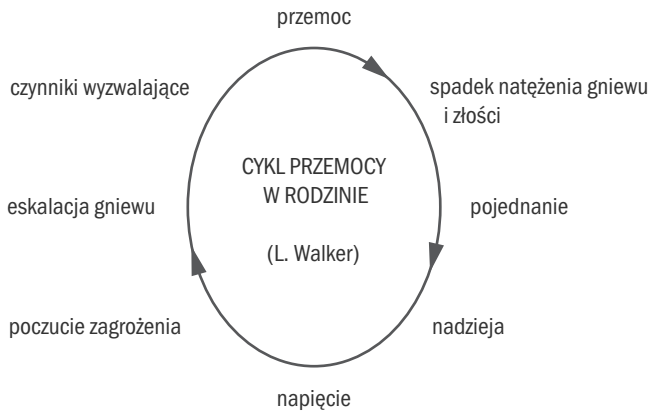 przemoc
czynniki wyzwalające
spadek natężenia gniewu
i złości
CYKL PRZEMOCY
W RODZINIE
(L. Walker)
eskalacja gniewu
pojednanie
poczucie zagrożenia
nadzieja
napięcie